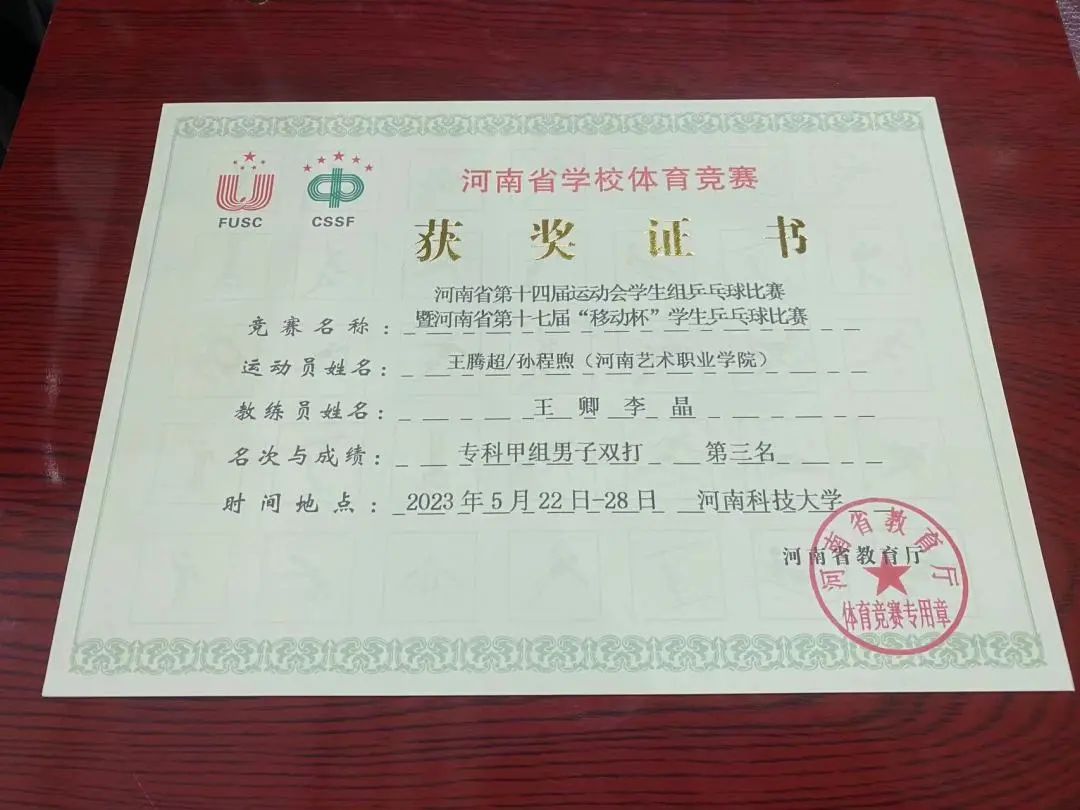 FUSC
CSSF
河南省学校体育竞赛
获奖证书
河南省第十四届运动会学生组乒乓球比赛
竞赛名称:暨河南省第十七届“移动杯”学生乒乓球比赛
运动员姓名:王腾超/孙程煦(河南艺术职业学院)
教练员姓名:王卿 李晶
名次与成绩:专科甲组男子双打 第三名
时间地点:2023年5月22日-28日 河南科技大学
河南省教育厅
河南省教育厅
体育竞赛专用章